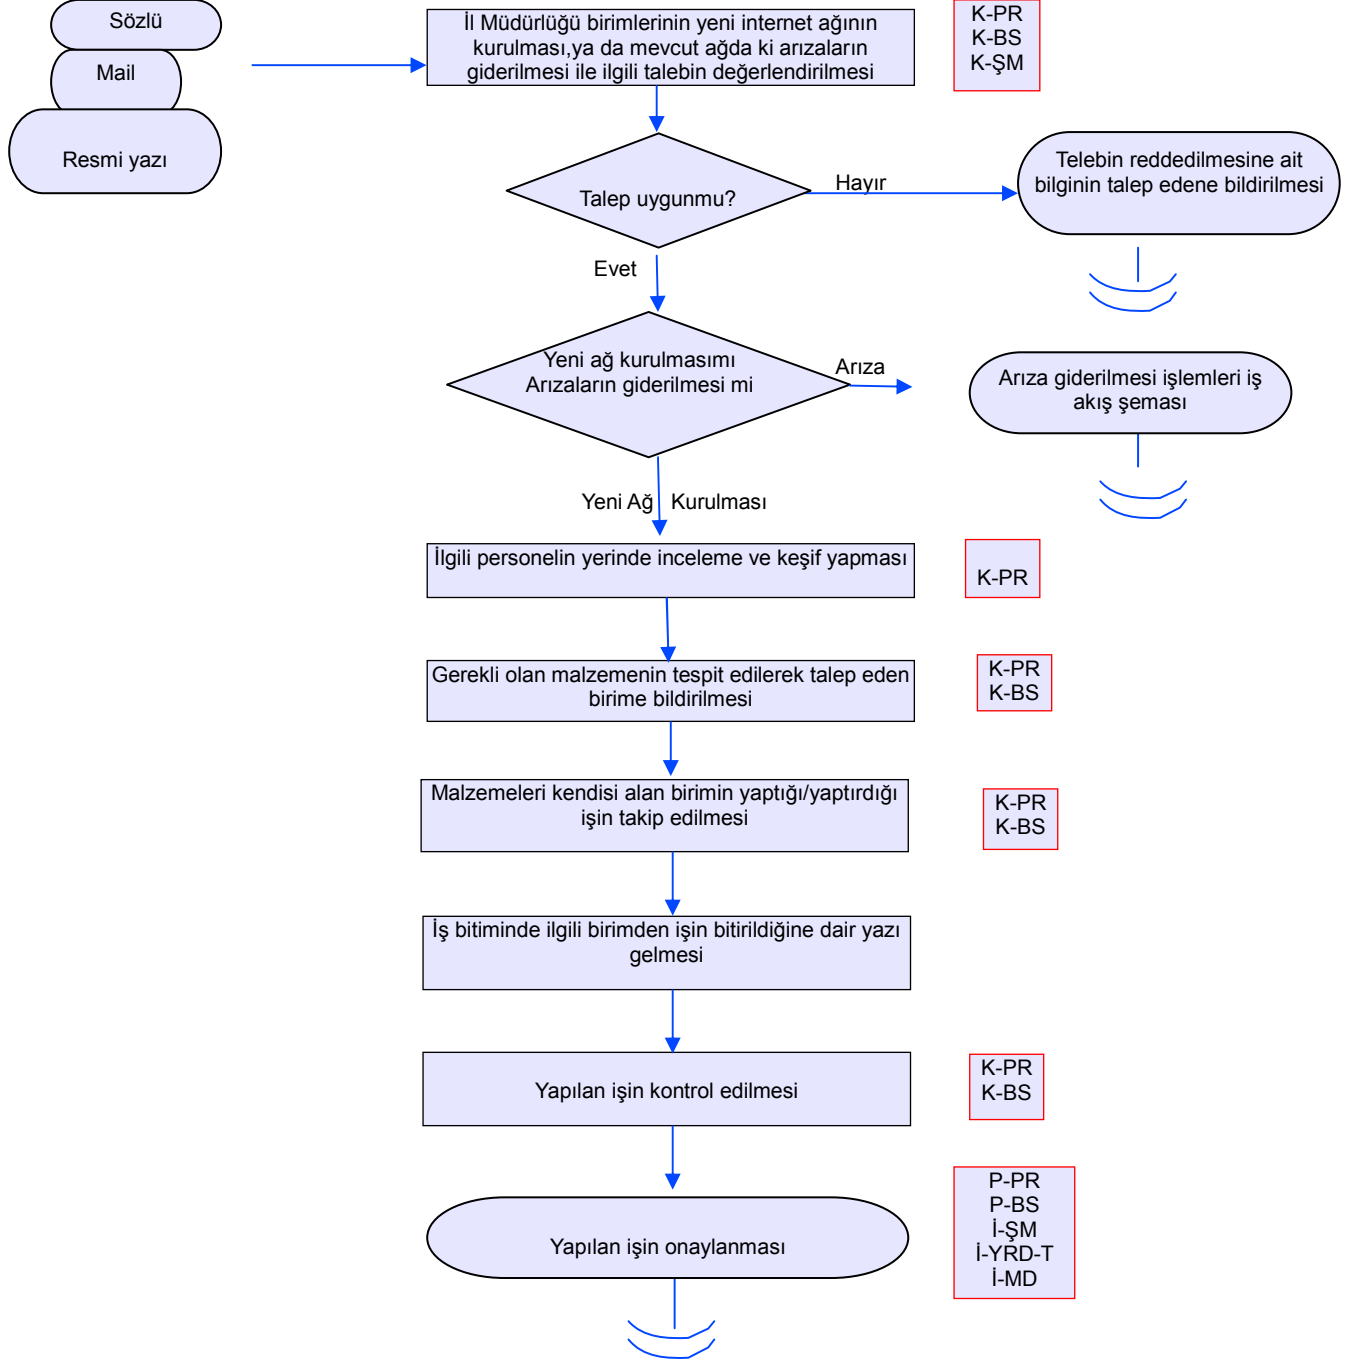 Sözlü
Mail
Resmi yazı
İl Müdürlüğü birimlerinin yeni internet ağının
kurulması,ya da mevcut ağda ki arızaların
giderilmesi ile ilgili talebin değerlendirilmesi
K-PR
K-BS
K-ŞM
Talep uygunmu?
Hayır
Telebin reddedilmesine ait
bilginin talep edene bildirilmesi
Evet
Yeni ağ kurulmasımı
Arızaların giderilmesi mi
Arıza
Arıza giderilmesi işlemleri iş
akış şeması
Yeni Ağ Kurulması
İlgili personelin yerinde inceleme ve keşif yapması
K-PR
Gerekli olan malzemenin tespit edilerek talep eden
birime bildirilmesi
K-PR
K-BS
Malzemeleri kendisi alan birimin yaptığı/yaptırdığı
işin takip edilmesi
K-PR
K-BS
İş bitiminde ilgili birimden işin bitirildiğine dair yazı
gelmesi
Yapılan işin kontrol edilmesi
K-PR
K-BS
Yapılan işin onaylanması
P-PR
P-BS
İ-ŞM
İ-YRD-T
İ-MD